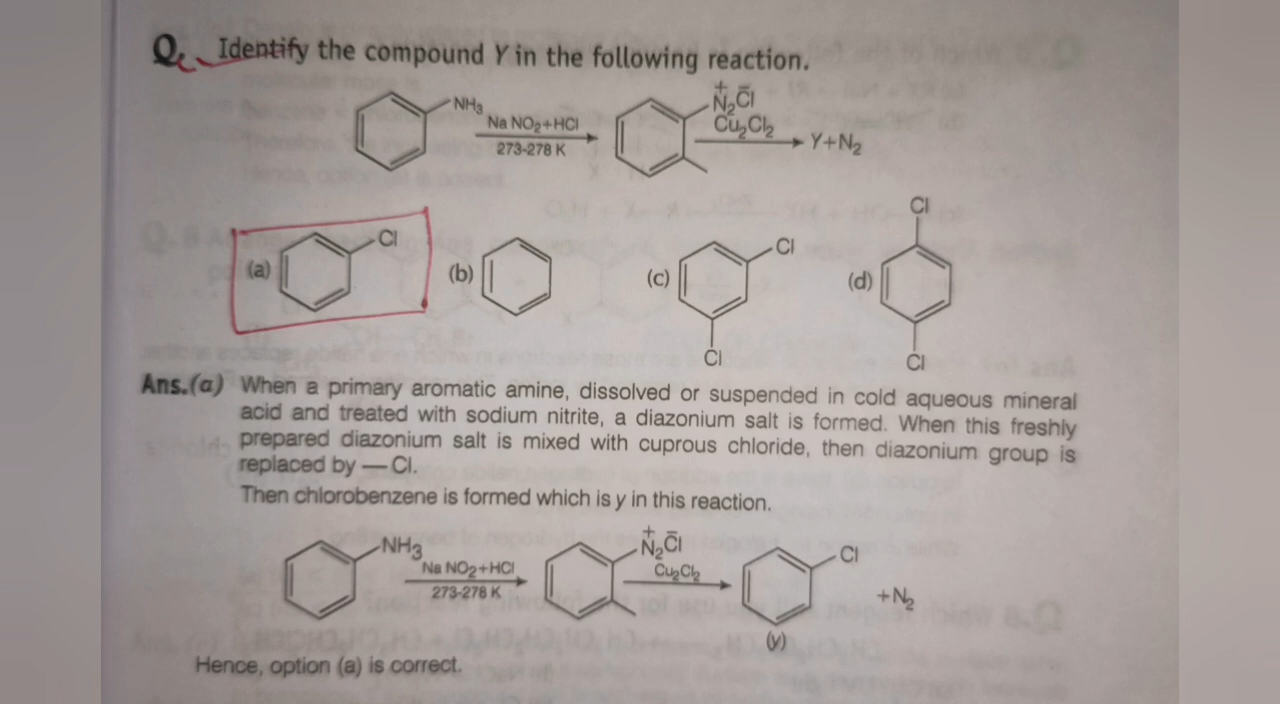 Q. Identify the compound Y in the following reaction.
NH₃
Na NO₂+HCl
273-278 K
N₂⁺Cl⁻
Cu₂Cl₂
Y+N₂
(a) Cl
(b)
(c) Cl Cl
(d) Cl Cl
Ans.(a) When a primary aromatic amine, dissolved or suspended in cold aqueous mineral
acid and treated with sodium nitrite, a diazonium salt is formed. When this freshly
prepared diazonium salt is mixed with cuprous chloride, then diazonium group is
replaced by —Cl.
Then chlorobenzene is formed which is y in this reaction.
NH₃
Na NO₂+HCl
273-278 K
N₂⁺Cl⁻
Cu₂Cl₂
Cl
+N₂
(y)
Hence, option (a) is correct.